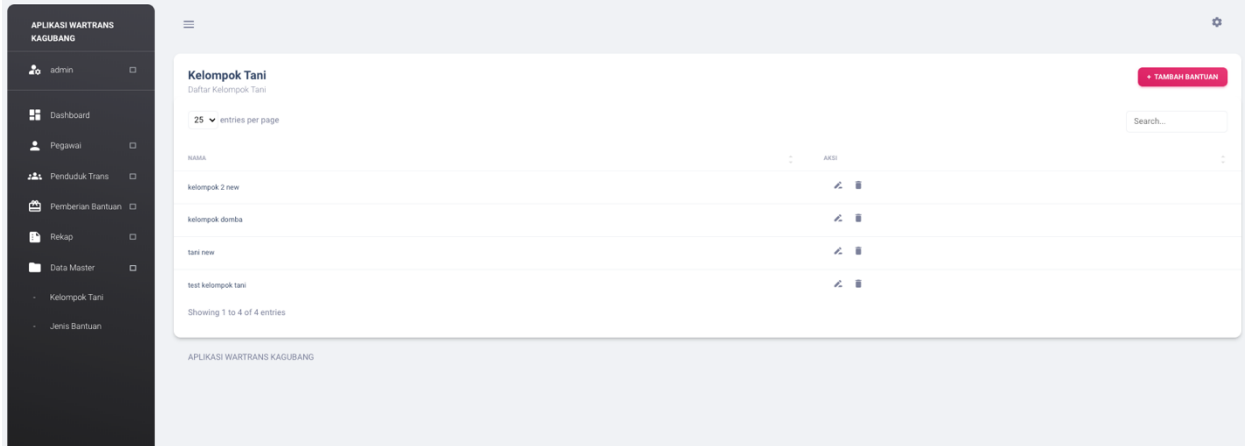 APLIKASI WARTRANS
KAGUBANG
admin
Dashboard
Pegawai
Penduduk Trans
Pemberian Bantuan
Rekap
Data Master
- Kelompok Tani
- Jenis Bantuan
Kelompok Tani
Daftar Kelompok Tani
+ TAMBAH BANTUAN
25 entries per page
Search...
NAMA AKSI
kelompok 2 new
kelompok domba
tani new
test kelompok tani
Showing 1 to 4 of 4 entries
APLIKASI WARTRANS KAGUBANG